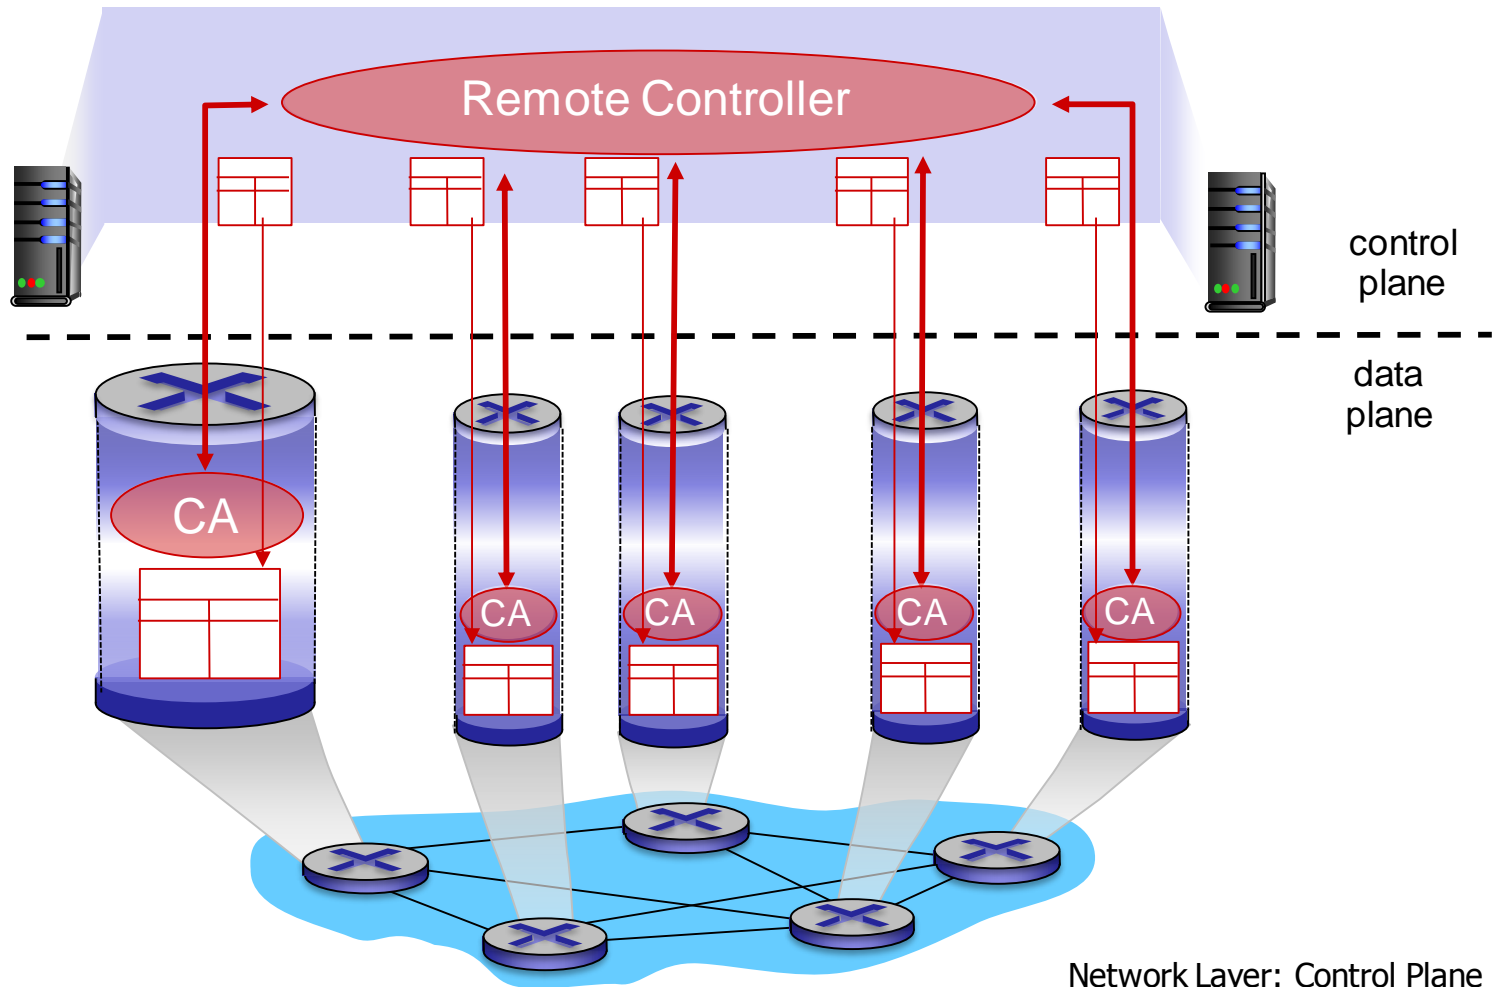 Remote Controller
control
plane
data
plane
CA
CA
CA
CA
CA
Network Layer: Control Plane